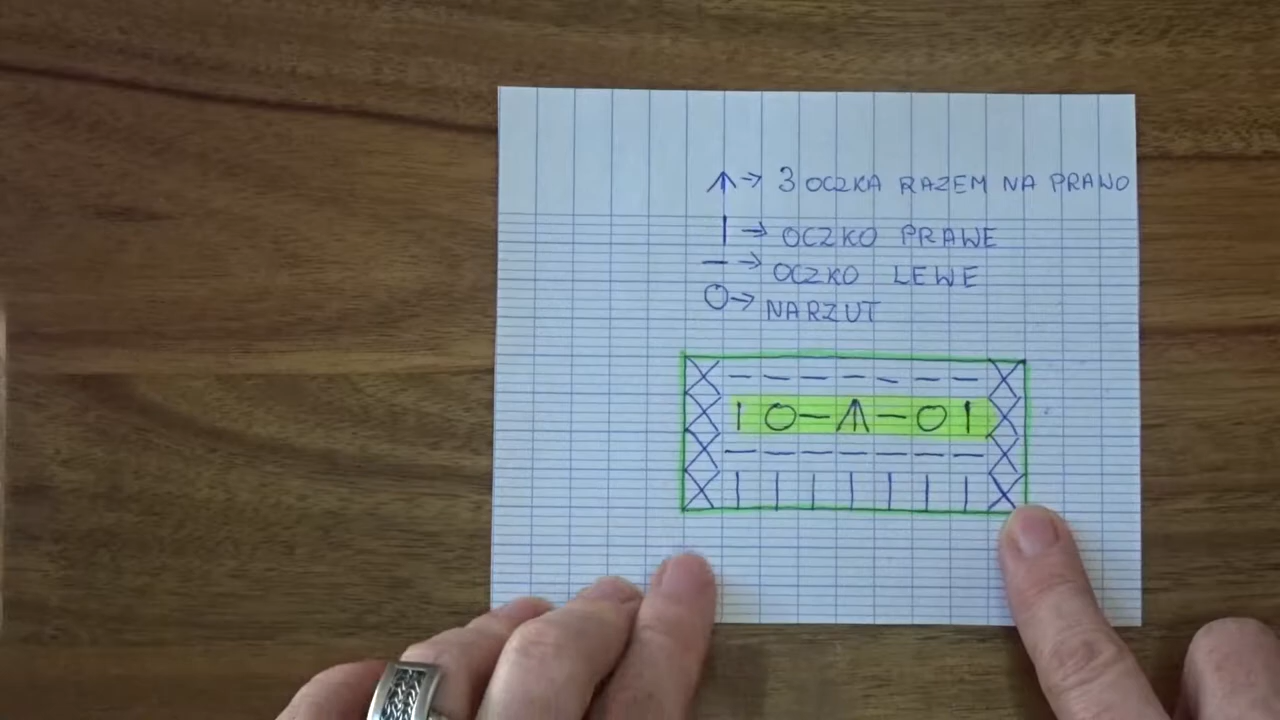 ↑→ 3 OCZKA RAZEM NA PRAWO
| → OCZKO PRAWE
— → OCZKO LEWE
O→ NARZUT
X — — — — — — — X
X | O — ↑ — O | X
X — — — — — — — X
X | | | | | | | X